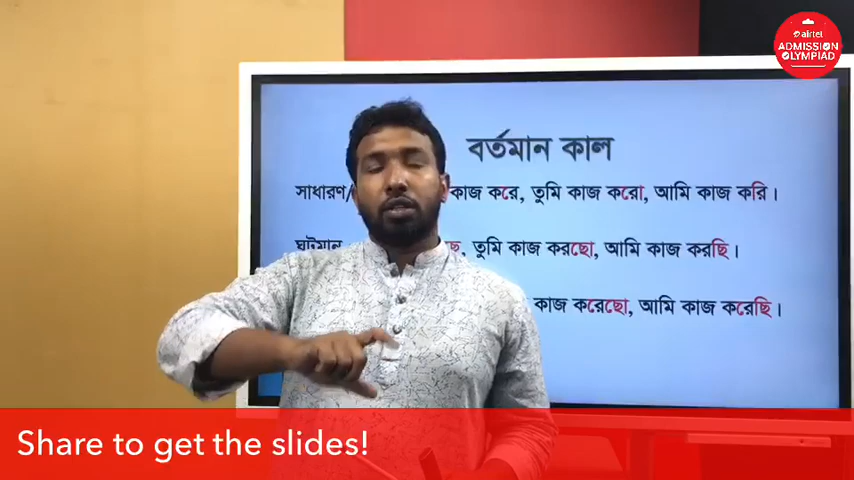 airtel
ADMISSION
OLYMPIAD
বর্তমান কাল
সাধারণ/ কাজ করে, তুমি কাজ করো, আমি কাজ করি।
ঘটমান ছে, তুমি কাজ করছো, আমি কাজ করছি।
কাজ করেছো, আমি কাজ করেছি।
Share to get the slides!